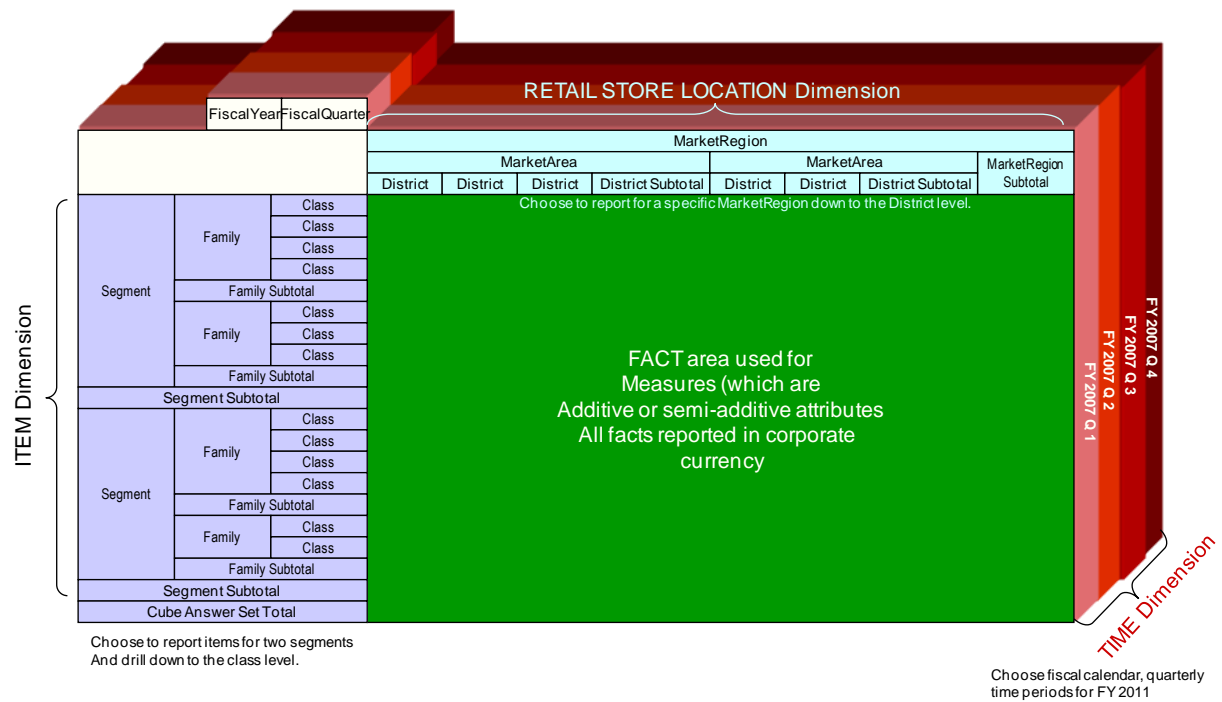 RETAIL STORE LOCATION Dimension
FiscalYear FiscalQuarter
MarketRegion
MarketArea MarketArea MarketRegion Subtotal
District District District District Subtotal District District District Subtotal
Choose to report for a specific MarketRegion down to the District level.
ITEM Dimension
Segment
Family
Class
Class
Class
Class
Family Subtotal
Family
Class
Class
Class
Family Subtotal
Segment Subtotal
Segment
Family
Class
Class
Class
Class
Family Subtotal
Family
Class
Class
Family Subtotal
Segment Subtotal
Cube Answer Set Total
FACT area used for
Measures (which are
Additive or semi-additive attributes
All facts reported in corporate
currency
FY 2007 Q 1
FY 2007 Q 2
FY 2007 Q 3
FY 2007 Q 4
TIME Dimension
Choose to report items for two segments
And drill down to the class level.
Choose fiscal calendar, quarterly
time periods for FY 2011